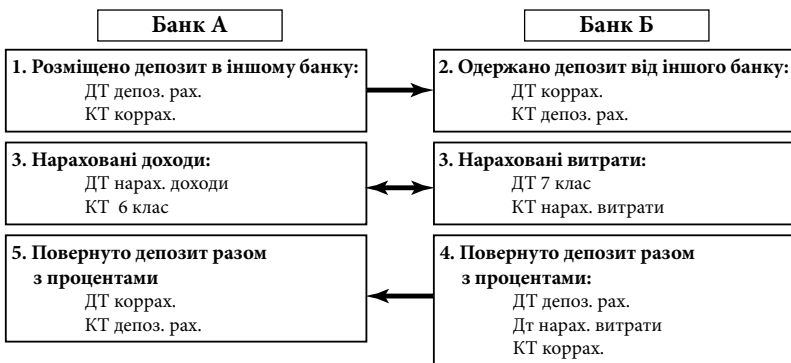 Банк А
Банк Б
1. Розміщено депозит в іншому банку:
ДТ депоз. рах.
КТ коррах.
2. Одержано депозит від іншого банку:
ДТ коррах.
КТ депоз. рах.
3. Нараховані доходи:
ДТ нарах. доходи
КТ 6 клас
3. Нараховані витрати:
ДТ 7 клас
КТ нарах. витрати
5. Повернуто депозит разом
з процентами
ДТ коррах.
КТ депоз. рах.
4. Повернуто депозит разом
з процентами:
ДТ депоз. рах.
Дт нарах. витрати
КТ коррах.